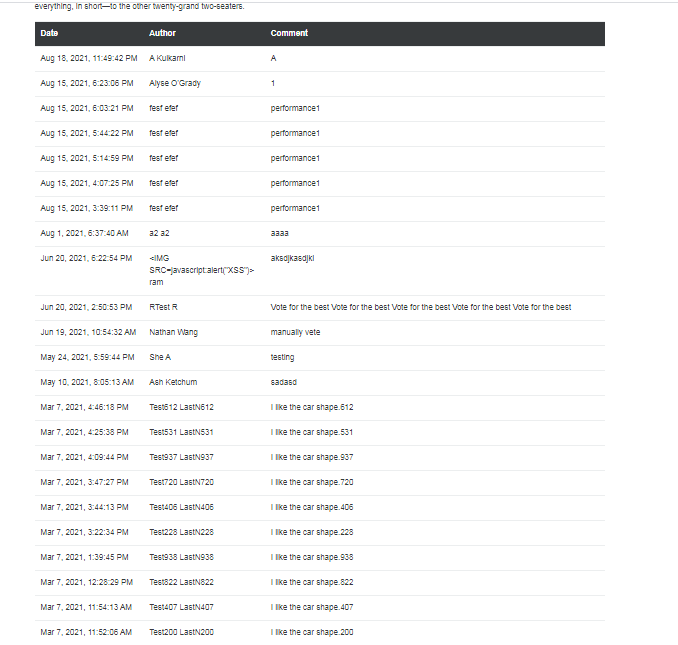 everything, in short—to the other twenty-grand two-seaters.
Date Author Comment
Aug 18, 2021, 11:49:42 PM A Kulkarni A
Aug 15, 2021, 6:23:06 PM Alyse O'Grady 1
Aug 15, 2021, 6:03:21 PM fesf efef performance1
Aug 15, 2021, 5:44:22 PM fesf efef performance1
Aug 15, 2021, 5:14:59 PM fesf efef performance1
Aug 15, 2021, 4:07:25 PM fesf efef performance1
Aug 15, 2021, 3:39:11 PM fesf efef performance1
Aug 1, 2021, 6:37:40 AM a2 a2 aaaa
Jun 20, 2021, 6:22:54 PM <IMG aksdjkasdjkl
SRC=javascript:alert("XSS")>
ram
Jun 20, 2021, 2:50:53 PM RTest R Vote for the best Vote for the best Vote for the best Vote for the best Vote for the best
Jun 19, 2021, 10:54:32 AM Nathan Wang manually vete
May 24, 2021, 5:59:44 PM She A testing
May 10, 2021, 8:05:13 AM Ash Ketchum sadasd
Mar 7, 2021, 4:46:18 PM Test612 LastN612 I like the car shape.612
Mar 7, 2021, 4:25:38 PM Test531 LastN531 I like the car shape.531
Mar 7, 2021, 4:09:44 PM Test937 LastN937 I like the car shape.937
Mar 7, 2021, 3:47:27 PM Test720 LastN720 I like the car shape.720
Mar 7, 2021, 3:44:13 PM Test406 LastN406 I like the car shape.406
Mar 7, 2021, 3:22:34 PM Test228 LastN228 I like the car shape.228
Mar 7, 2021, 1:39:45 PM Test938 LastN938 I like the car shape.938
Mar 7, 2021, 12:28:29 PM Test822 LastN822 I like the car shape.822
Mar 7, 2021, 11:54:13 AM Test407 LastN407 I like the car shape.407
Mar 7, 2021, 11:52:06 AM Test200 LastN200 I like the car shape.200